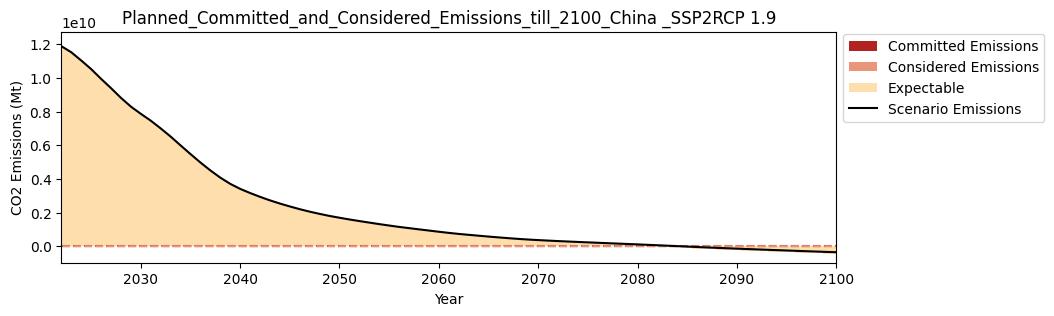 Planned_Committed_and_Considered_Emissions_till_2100_China _SSP2RCP 1.9
1e10
1.2
1.0
0.8
0.6
0.4
0.2
0.0
CO2 Emissions (Mt)
2030 2040 2050 2060 2070 2080 2090 2100
Year
Committed Emissions
Considered Emissions
Expectable
Scenario Emissions